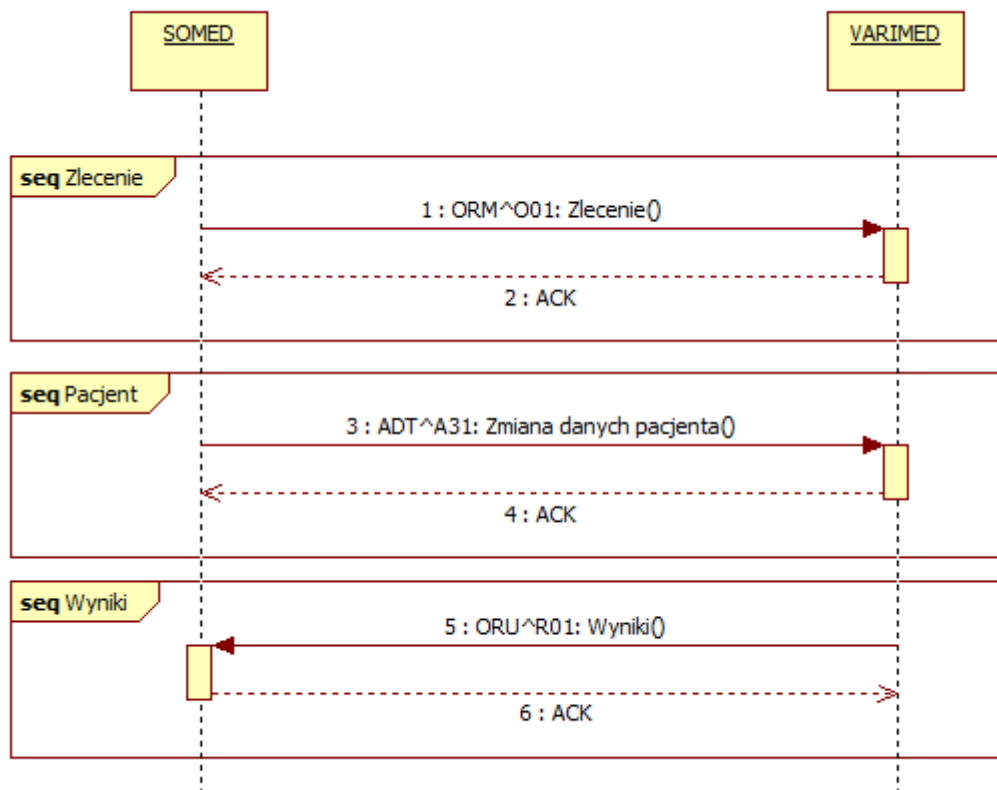 SOMED
VARIMED
seq Zlecenie
1 : ORM^O01: Zlecenie()
2 : ACK
seq Pacjent
3 : ADT^A31: Zmiana danych pacjenta()
4 : ACK
seq Wyniki
5 : ORU^R01: Wyniki()
6 : ACK